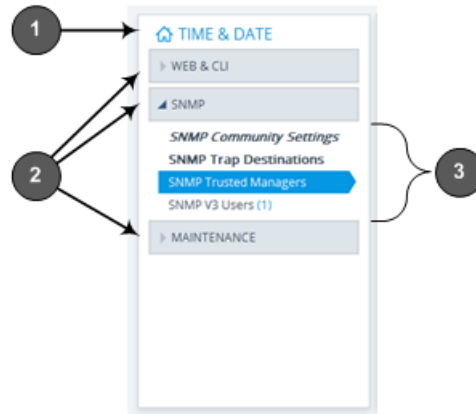 1
TIME & DATE
WEB & CLI
SNMP
SNMP Community Settings
SNMP Trap Destinations
2
3
SNMP Trusted Managers
SNMP V3 Users (1)
MAINTENANCE